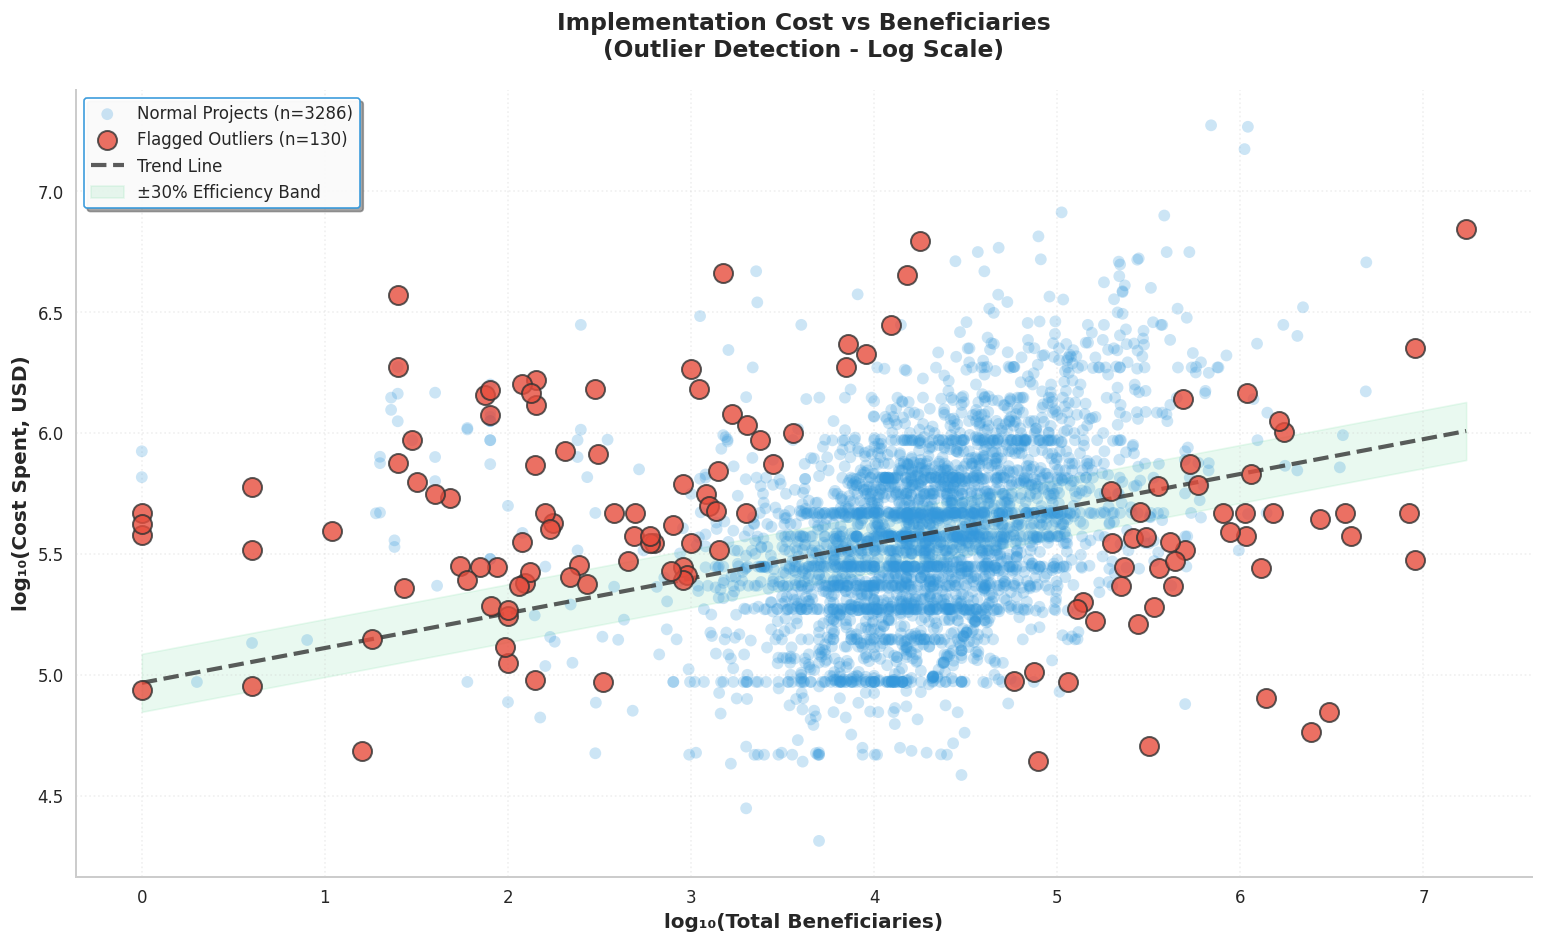 Implementation Cost vs Beneficiaries
(Outlier Detection - Log Scale)
Normal Projects (n=3286)
Flagged Outliers (n=130)
Trend Line
±30% Efficiency Band
log₁₀(Cost Spent, USD)
7.0
6.5
6.0
5.5
5.0
4.5
0 1 2 3 4 5 6 7
log₁₀(Total Beneficiaries)